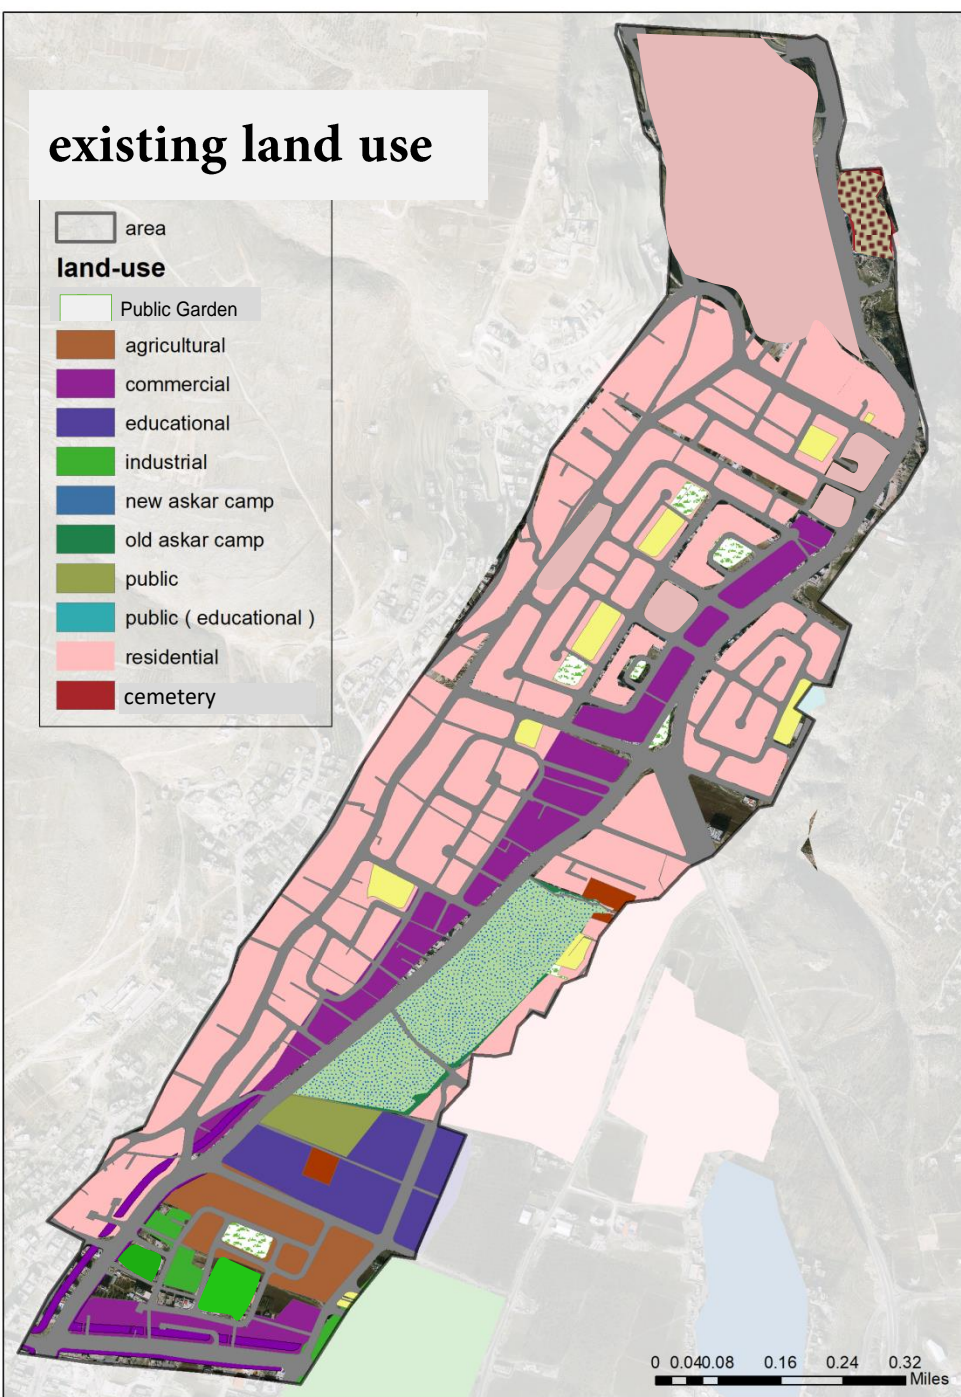 existing land use
area
land-use
Public Garden
agricultural
commercial
educational
industrial
new askar camp
old askar camp
public
public ( educational )
residential
cemetery
0 0.040.08 0.16 0.24 0.32
Miles